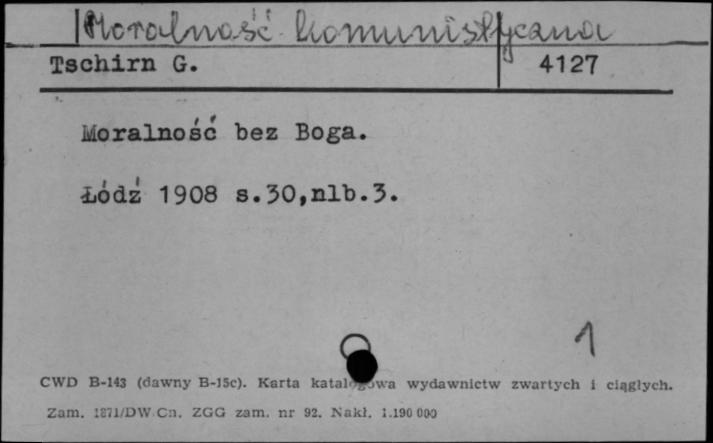 Moralność komunistyczna
Tschirn G. 4127
Moralność bez Boga.
Łódź 1908 s.30,nlb.3.
1
CWD B-143 (dawny B-15c). Karta katalogowa wydawnictw zwartych i ciągłych.
Zam. 1871/DW Cn. ZGG zam. nr 92. Nakł. 1.190 000